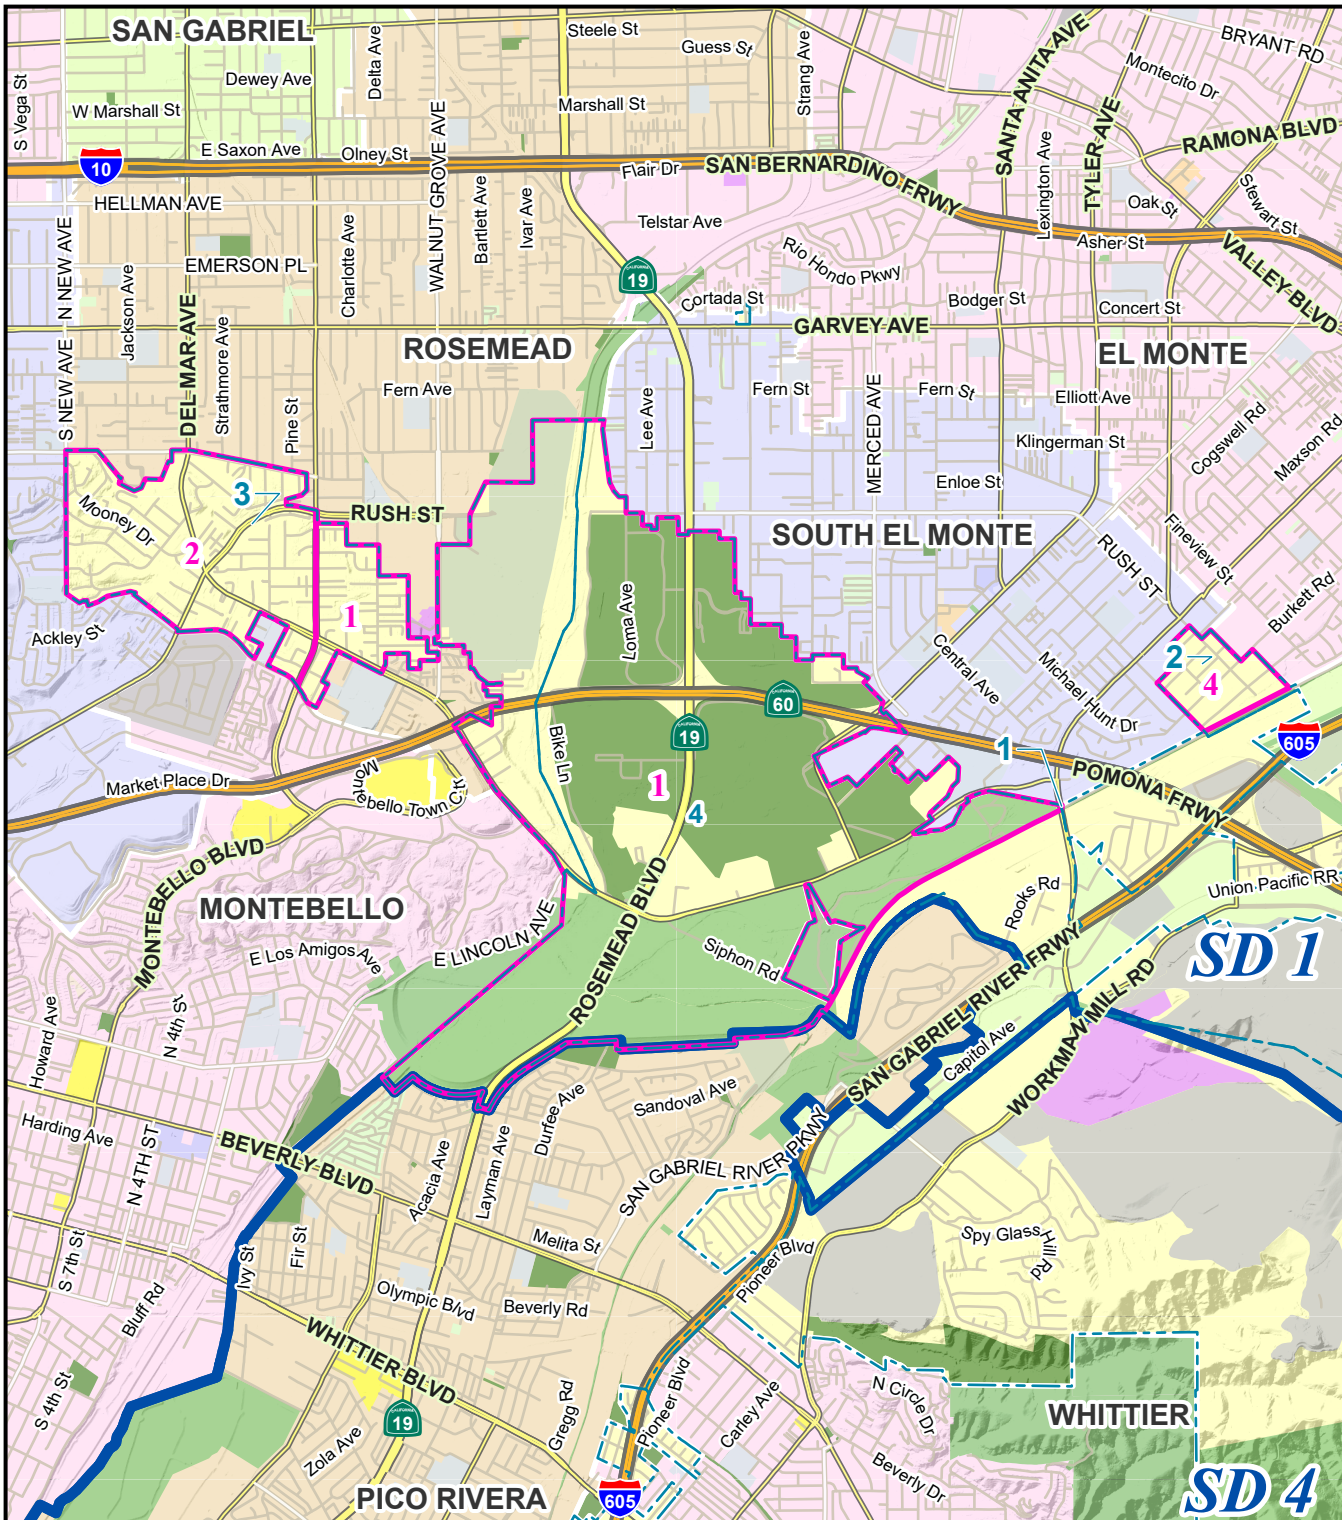 SAN GABRIEL
Delta Ave
Steele St
Guess St
Strang Ave
SANTA ANITA AVE
BRYANT RD
S Vega St
Dewey Ave
W Marshall St
Marshall St
Montecito Dr
TYLER AVE
RAMONA BLVD
WALNUT GROVE AVE
E Saxon Ave
Olney St
10
Flair Dr
SAN BERNARDINO FRWY
Lexington Ave
Oak St
Stewart St
HELLMAN AVE
Bartlett Ave
Ivar Ave
Telstar Ave
Asher St
VALLEY BLVD
N NEW AVE
Charlotte Ave
EMERSON PL
CALIFORNIA
19
Rio Hondo Pkwy
Cortada St
Bodger St
Concert St
Jackson Ave
DEL MAR AVE
GARVEY AVE
ROSEMEAD
EL MONTE
S NEW AVE
Strathmore Ave
Pine St
Fern Ave
Lee Ave
Fern St
MERCED AVE
Fern St
Elliott Ave
Cogswell Rd
Maxson Rd
Klingerman St
Enloe St
3
RUSH ST
Mooney Dr
2
SOUTH EL MONTE
Fineview St
RUSH ST
Burkett Rd
1
Loma Ave
Ackley St
Central Ave
Michael Hunt Dr
2
4
CALIFORNIA
60
CALIFORNIA
19
Bike Ln
1
605
POMONA FRWY
Market Place Dr
Montebello Town Ctr
1
4
MONTEBELLO BLVD
ROSEMEAD BLVD
Union Pacific RR
Rooks Rd
MONTEBELLO
E LINCOLN AVE
E Los Amigos Ave
Siphon Rd
SAN GABRIEL RIVER FRWY
SD 1
WORKMAN MILL RD
N 4th St
Howard Ave
Capitol Ave
Sandoval Ave
Durfee Ave
Harding Ave
N 4TH ST
BEVERLY BLVD
Acacia Ave
Layman Ave
SAN GABRIEL RIVER PKWY
Melita St
Spy Glass Hill Rd
S 7th St
Bluff Rd
Ivy St
Fir St
Pioneer Blvd
Olympic Blvd
Beverly Rd
WHITTIER BLVD
S 4th St
CALIFORNIA
19
Zola Ave
Gregg Rd
Pioneer Blvd
Carley Ave
N Circle Dr
WHITTIER
Beverly Dr
PICO RIVERA
605
SD 4